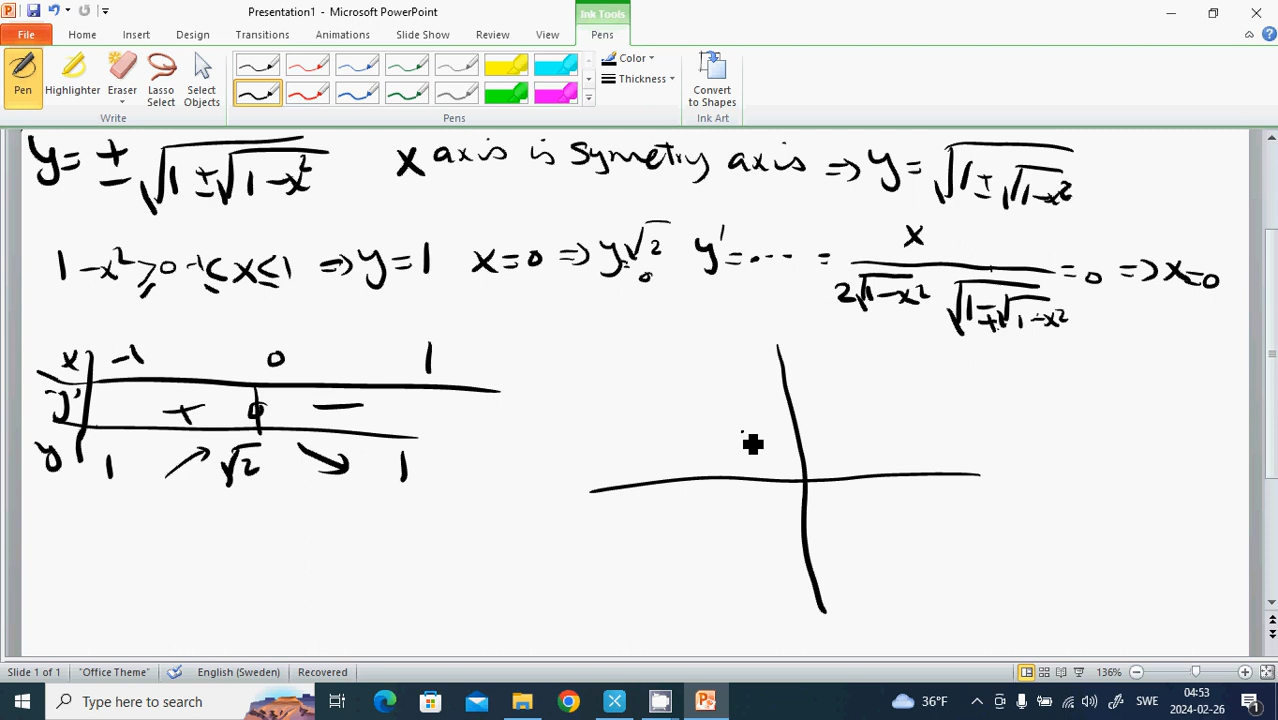 Presentation1 - Microsoft PowerPoint
Ink Tools
File Home Insert Design Transitions Animations Slide Show Review View Pens
Pen Highlighter Eraser Lasso Select Select Objects
Color
Thickness
Convert to Shapes
Write Pens Ink Art
y = ± √(1 ± √(1-x²)) x axis is Symetry axis => y = √(1 ± √(1-x²))
1-x² ≥ 0 -1 ≤ x ≤ 1 => y = 1 x = 0 => y = √2 0 y' = ... = x / (2√(1-x²) √(1 ± √(1-x²))) = 0 => x = 0
x -1 0 1
y' + 0 -
y 1 ↗ √2 ↘ 1
Slide 1 of 1 "Office Theme" English (Sweden) Recovered 136%
Type here to search 36°F SWE 04:53
2024-02-26